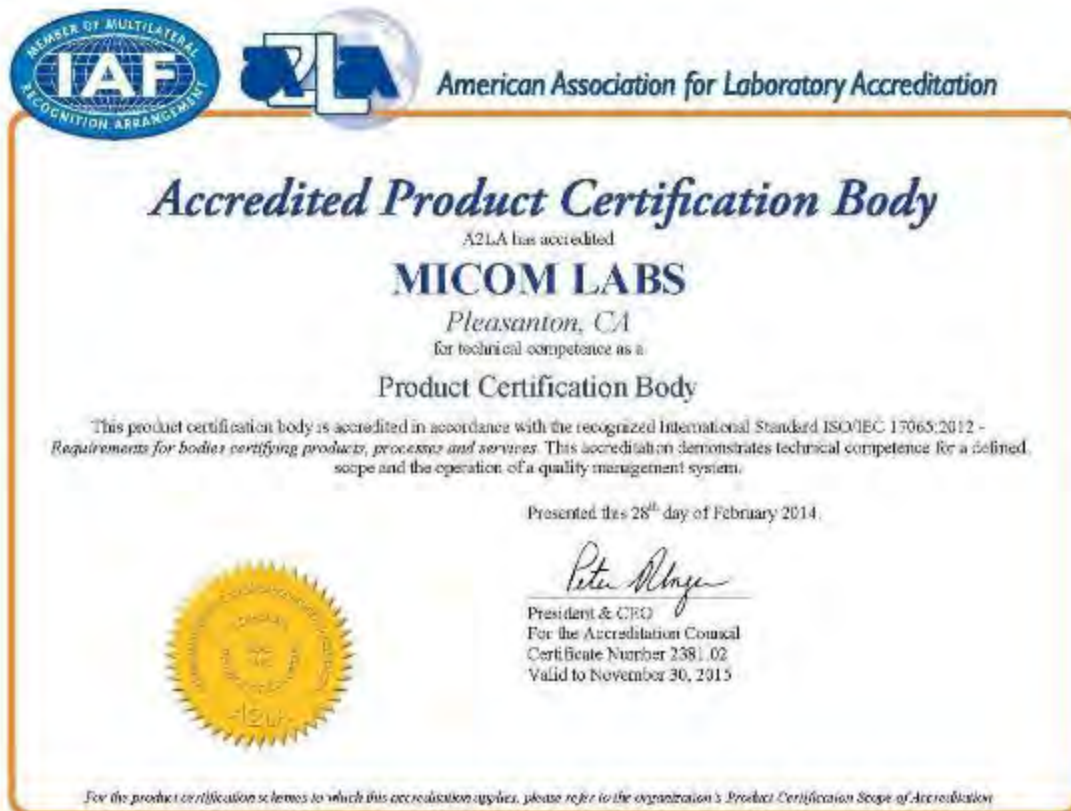 MEMBER OF MULTILATERAL
IAF
RECOGNITION ARRANGEMENT
A2LA
American Association for Laboratory Accreditation
Accredited Product Certification Body
A2LA has accredited
MICOM LABS
Pleasanton, CA
for technical competence as a
Product Certification Body
This product certification body is accredited in accordance with the recognized International Standard ISO/IEC 17065:2012 -
Requirements for bodies certifying products, processes and services. This accreditation demonstrates technical competence for a defined
scope and the operation of a quality management system.
Presented this 28th day of February 2014.
Peter
President & CEO
For the Accreditation Council
Certificate Number 2381.02
Valid to November 30, 2015
A2LA
For the product certification schemes to which this accreditation applies, please refer to the organization's Product Certification Scope of Accreditation